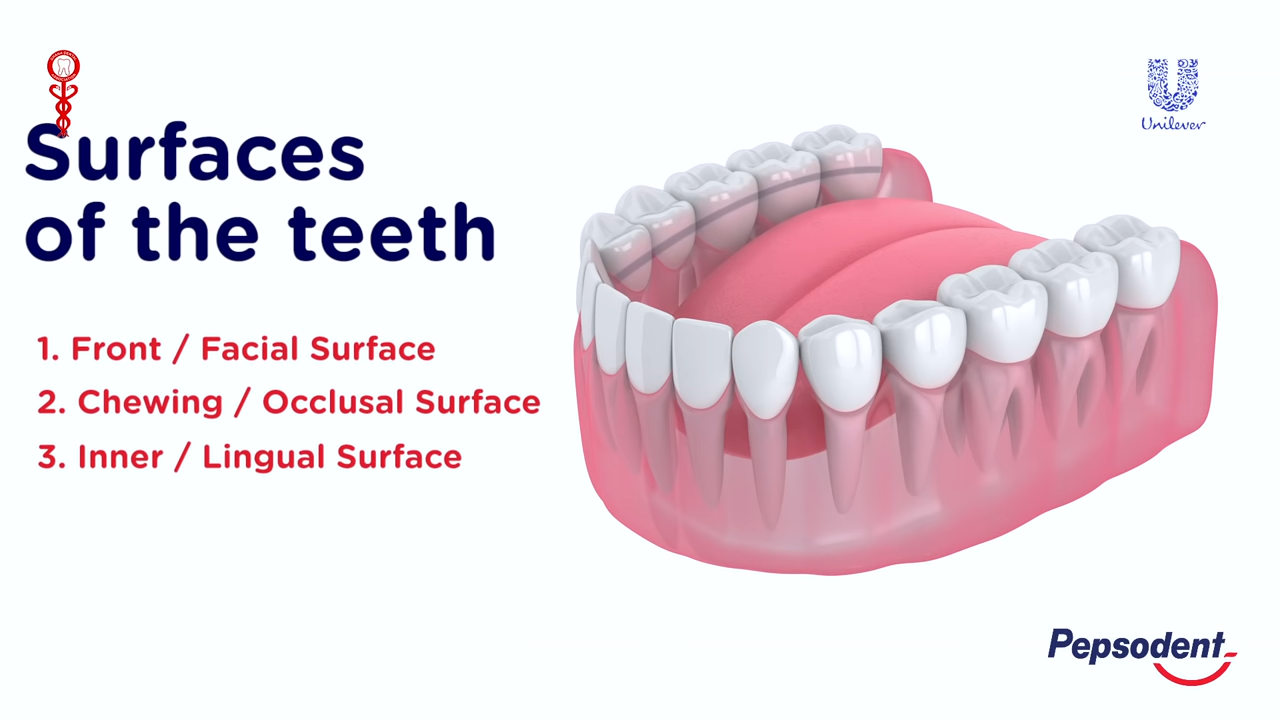 Surfaces
of the teeth
1. Front / Facial Surface
2. Chewing / Occlusal Surface
3. Inner / Lingual Surface
Unilever
Pepsodent